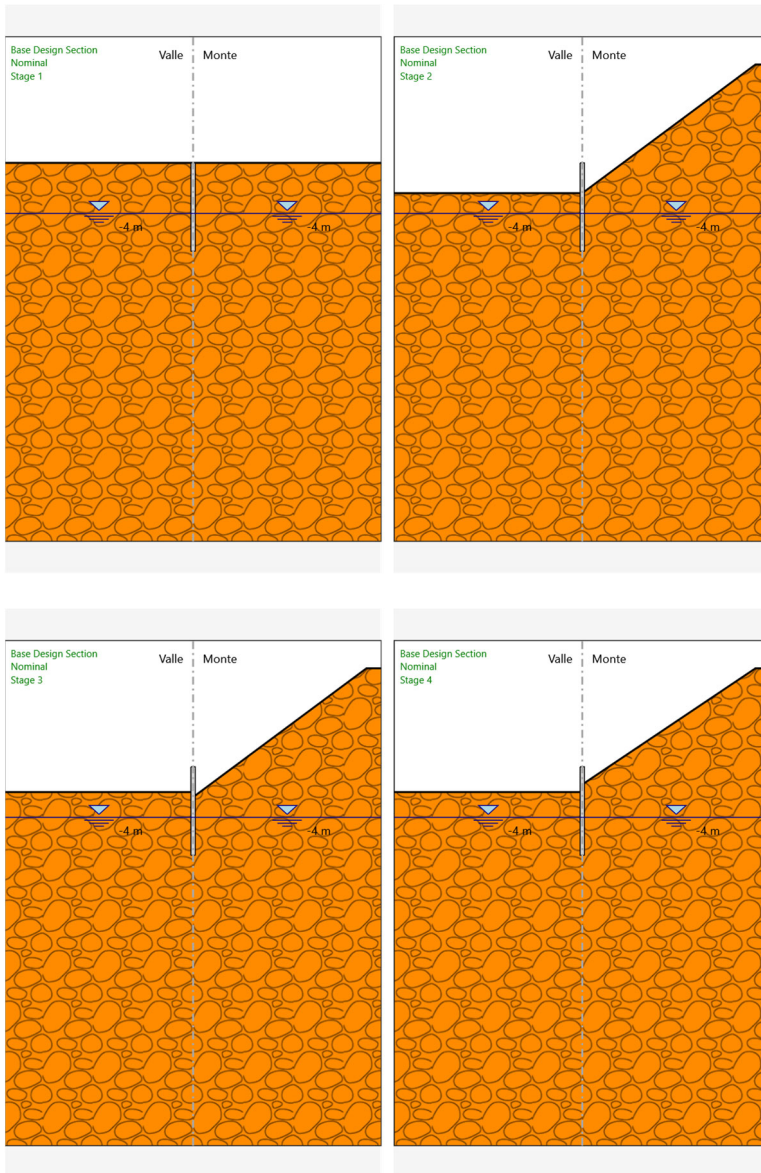 Base Design Section
Nominal
Stage 1
Valle
Monte
-4 m
-4 m
Base Design Section
Nominal
Stage 2
Valle
Monte
-4 m
-4 m
Base Design Section
Nominal
Stage 3
Valle
Monte
-4 m
-4 m
Base Design Section
Nominal
Stage 4
Valle
Monte
-4 m
-4 m